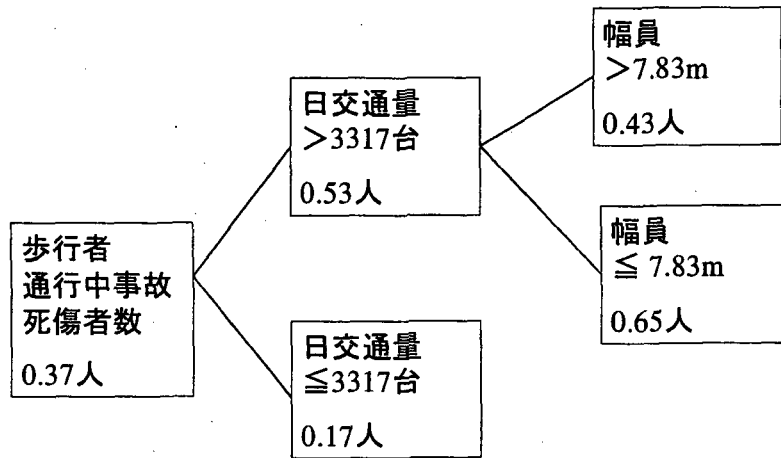 歩行者
通行中事故
死傷者数
0.37人
日交通量
＞3317台
0.53人
日交通量
≦3317台
0.17人
幅員
＞7.83m
0.43人
幅員
≦ 7.83m
0.65人